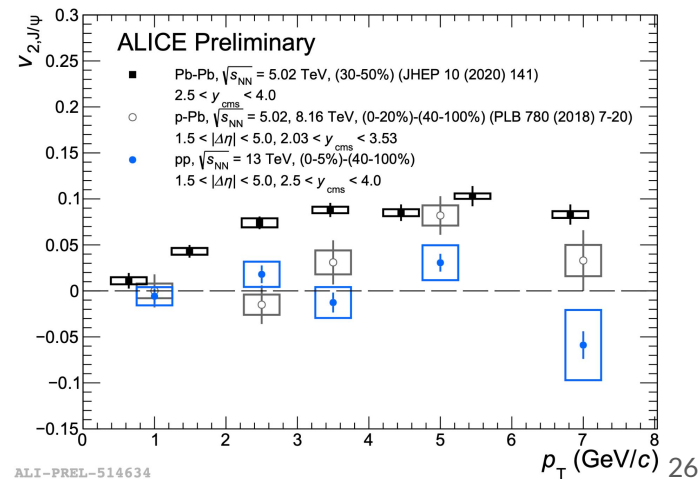 v2,J/ψ
0.3
ALICE Preliminary
Pb-Pb, √sNN = 5.02 TeV, (30-50%) (JHEP 10 (2020) 141)
2.5 < ycms < 4.0
0.25
p-Pb, √sNN = 5.02, 8.16 TeV, (0-20%)-(40-100%) (PLB 780 (2018) 7-20)
1.5 < |Δη| < 5.0, 2.03 < ycms < 3.53
0.2
pp, √sNN = 13 TeV, (0-5%)-(40-100%)
1.5 < |Δη| < 5.0, 2.5 < ycms < 4.0
0.15
0.1
0.05
0
−0.05
−0.1
−0.15
0 1 2 3 4 5 6 7 8
pT (GeV/c)
ALI-PREL-514634
26